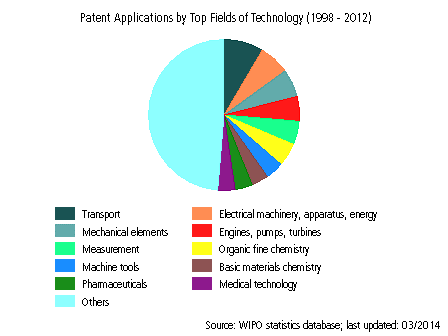 Patent Applications by Top Fields of Technology (1998 - 2012)
Transport
Electrical machinery, apparatus, energy
Mechanical elements
Engines, pumps, turbines
Measurement
Organic fine chemistry
Machine tools
Basic materials chemistry
Pharmaceuticals
Medical technology
Others
Source: WIPO statistics database; last updated: 03/2014